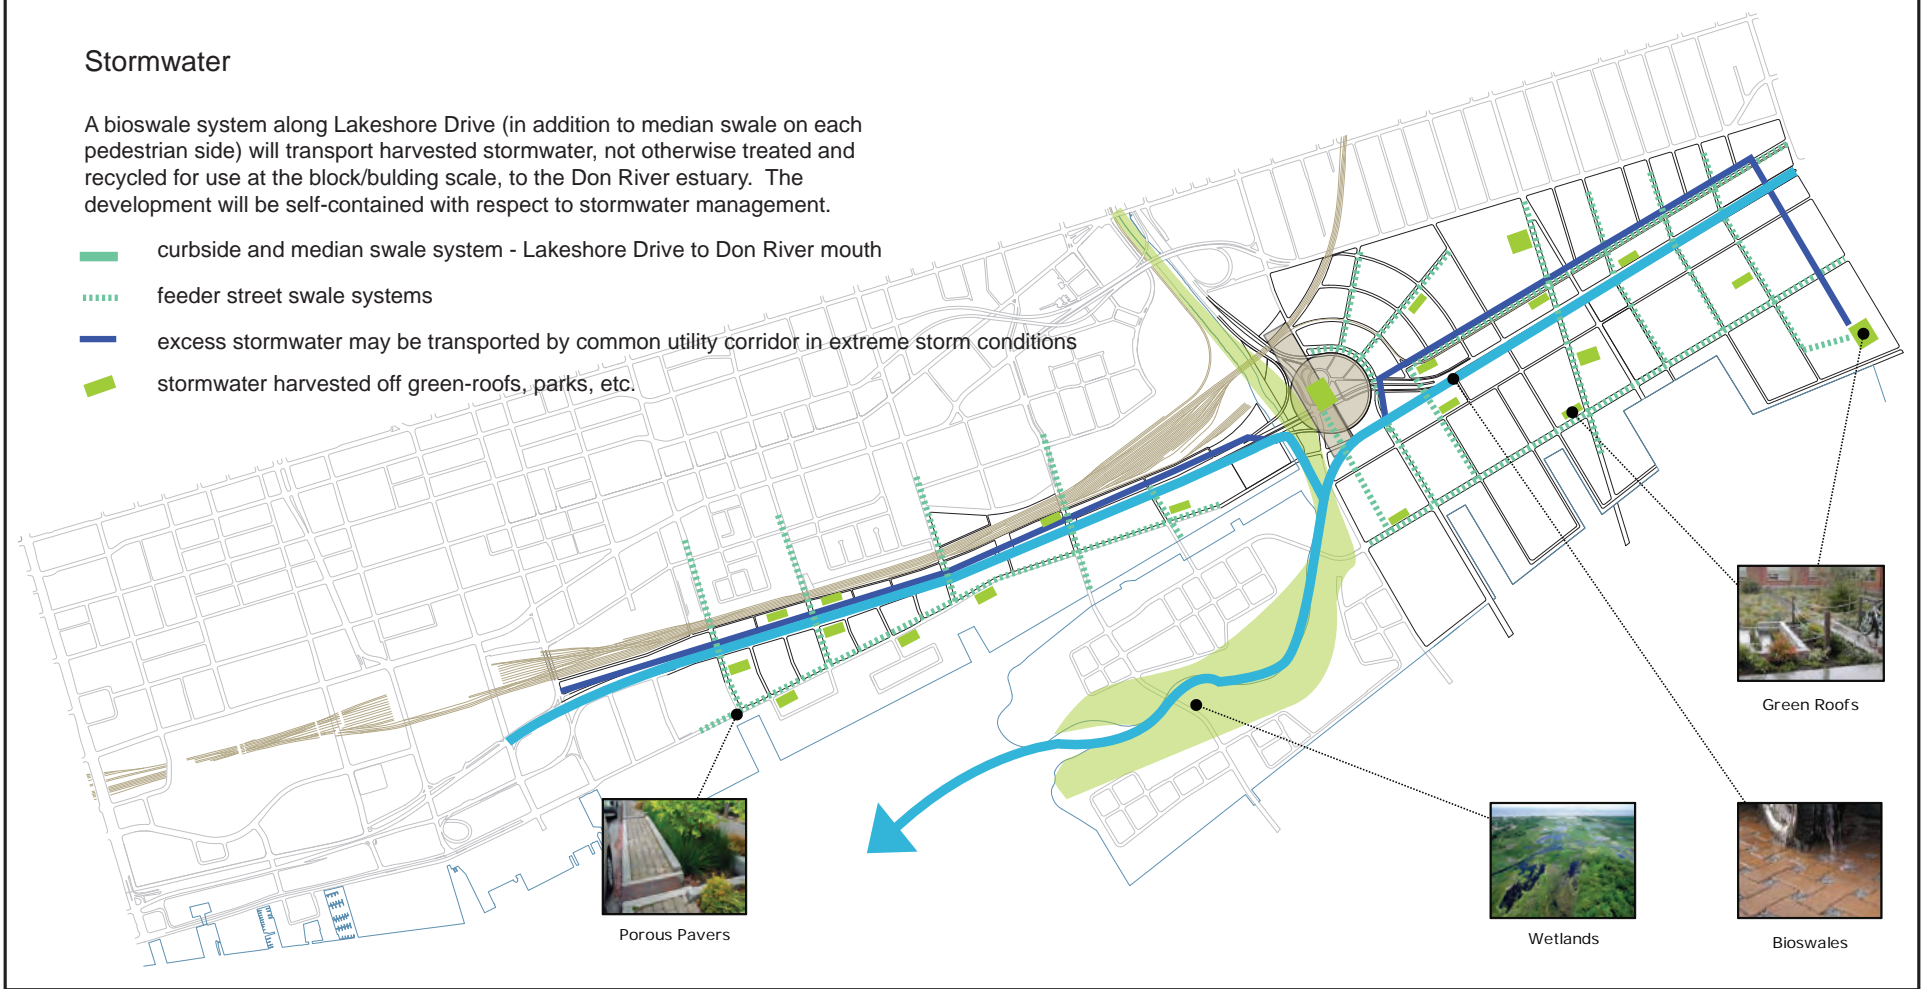 Stormwater
A bioswale system along Lakeshore Drive (in addition to median swale on each
pedestrian side) will transport harvested stormwater, not otherwise treated and
recycled for use at the block/bulding scale, to the Don River estuary.  The
development will be self-contained with respect to stormwater management.
curbside and median swale system - Lakeshore Drive to Don River mouth
feeder street swale systems
excess stormwater may be transported by common utility corridor in extreme storm conditions
stormwater harvested off green-roofs, parks, etc.
Green Roofs
Porous Pavers
Wetlands
Bioswales